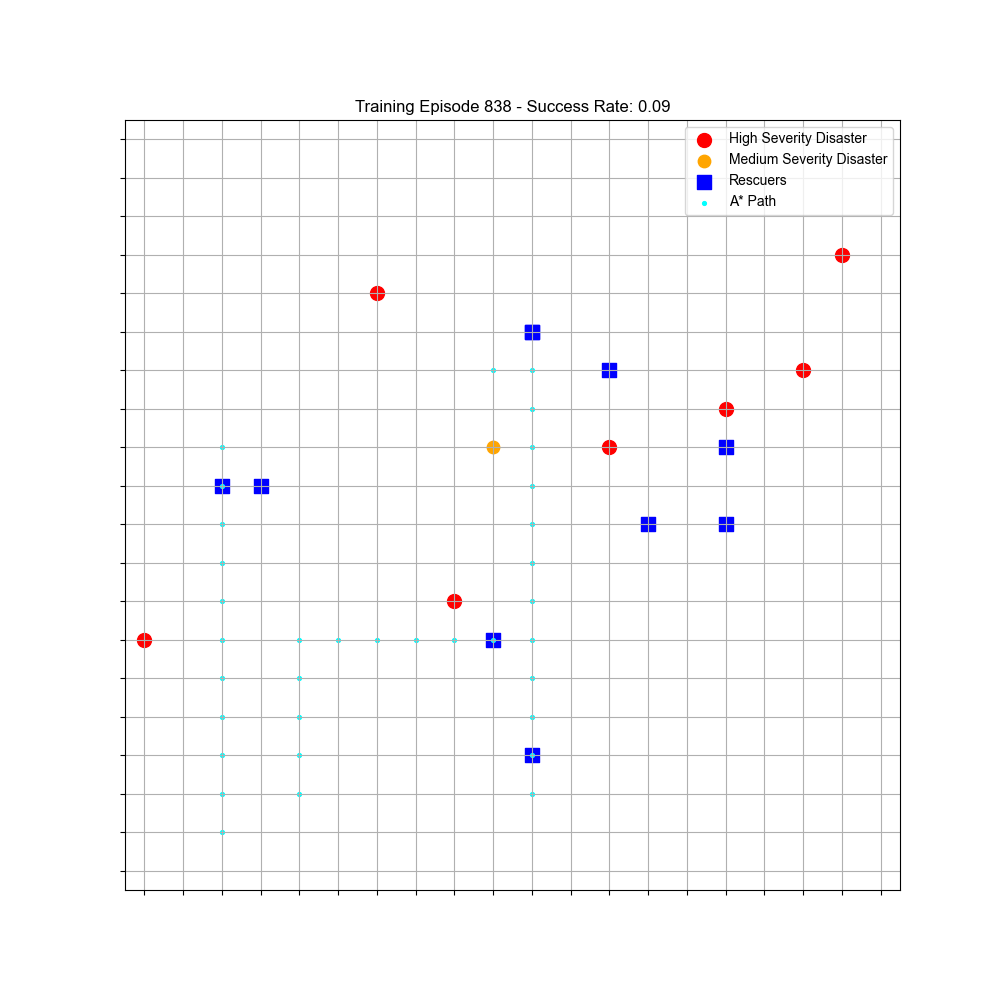 Training Episode 838 - Success Rate: 0.09
High Severity Disaster
Medium Severity Disaster
Rescuers
A* Path